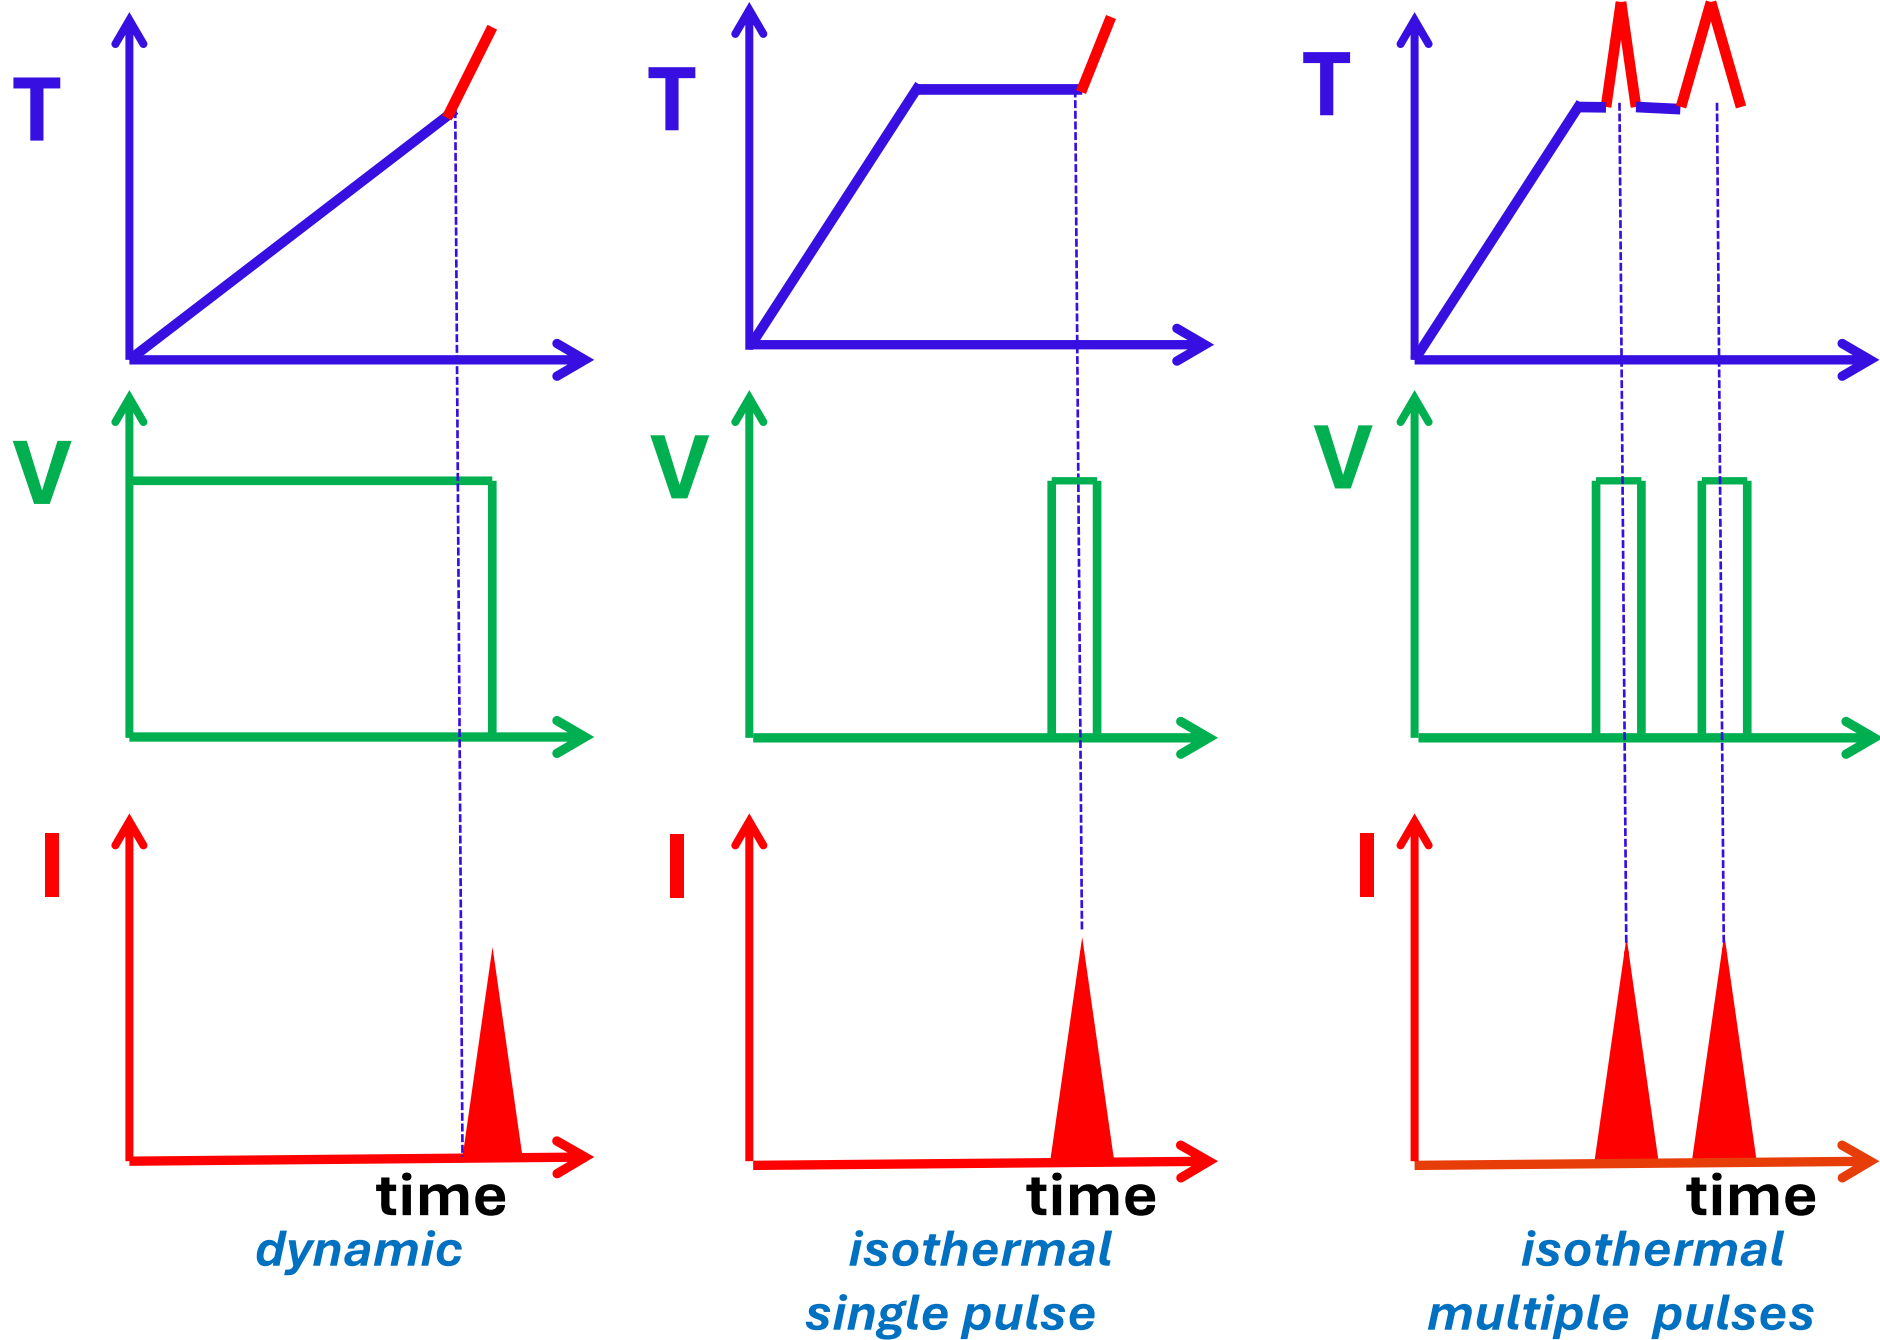 T
T
T
V
V
V
I
I
I
time
time
time
dynamic
isothermal
single pulse
isothermal
multiple pulses